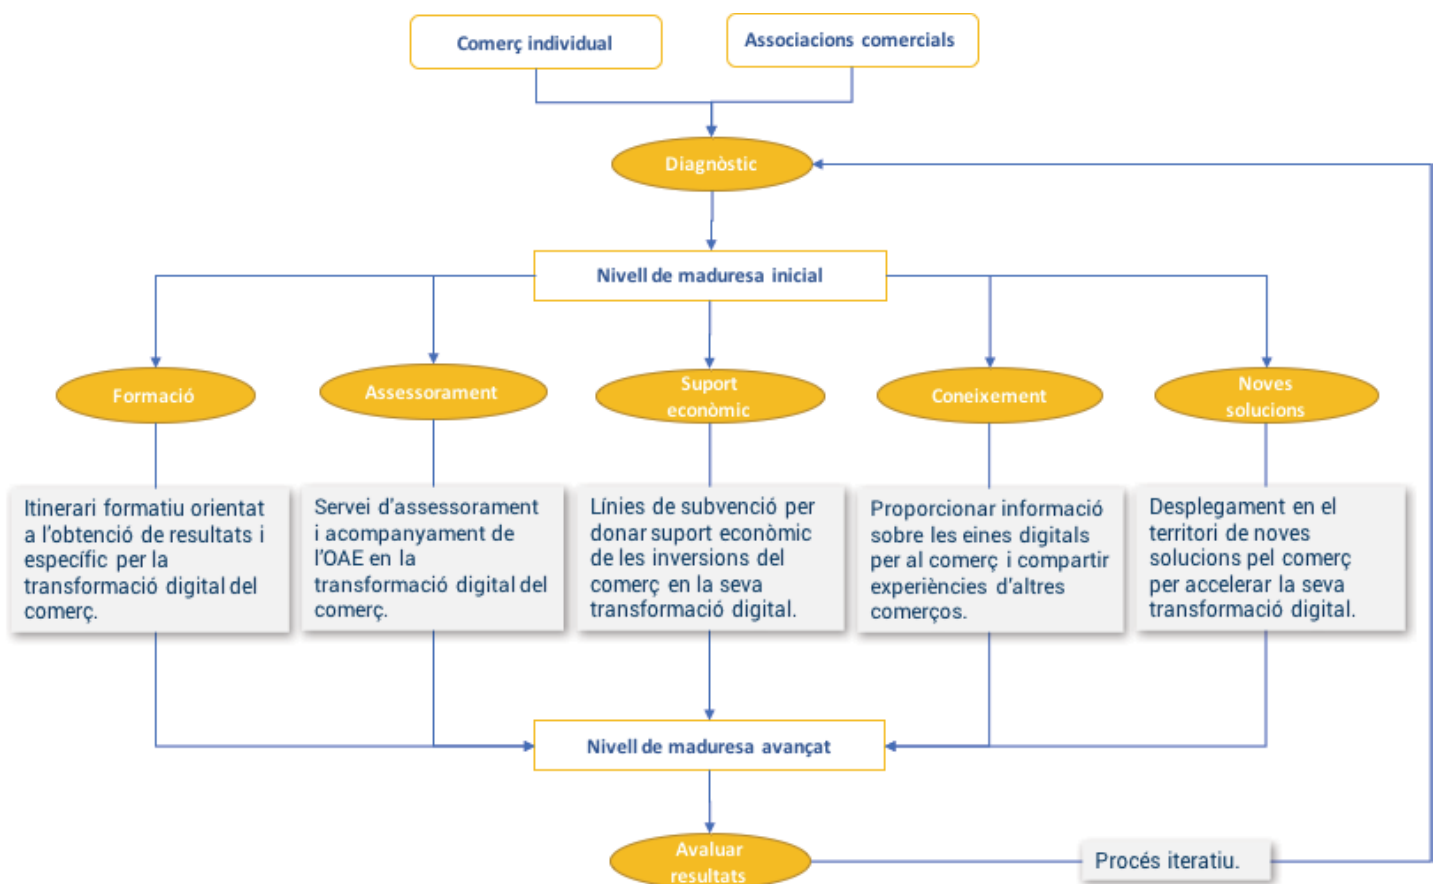 Comerç individual
Associacions comercials
Diagnòstic
Nivell de maduresa inicial
Formació
Assessorament
Suport
econòmic
Coneixement
Noves
solucions
Itinerari formatiu orientat
a l'obtenció de resultats i
específic per la
transformació digital del
comerç.
Servei d'assessorament
i acompanyament de
l'OAE en la
transformació digital del
comerç.
Línies de subvenció per
donar suport econòmic
de les inversions del
comerç en la seva
transformació digital.
Proporcionar informació
sobre les eines digitals
per al comerç i compartir
experiències d'altres
comerços.
Desplegament en el
territori de noves
solucions pel comerç
per accelerar la seva
transformació digital.
Nivell de maduresa avançat
Avaluar
resultats
Procés iteratiu.